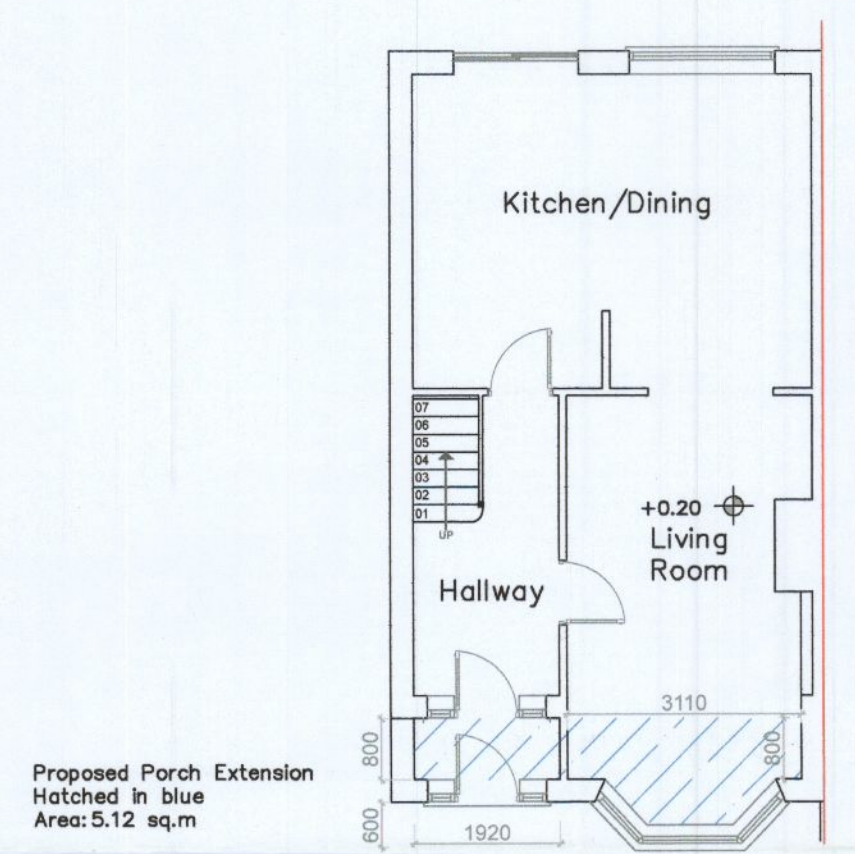 Kitchen/Dining
07
06
05
04
03
02
01
UP
+0.20
Living
Room
Hallway
3110
800
800
Proposed Porch Extension
Hatched in blue
Area: 5.12 sq.m
600
1920